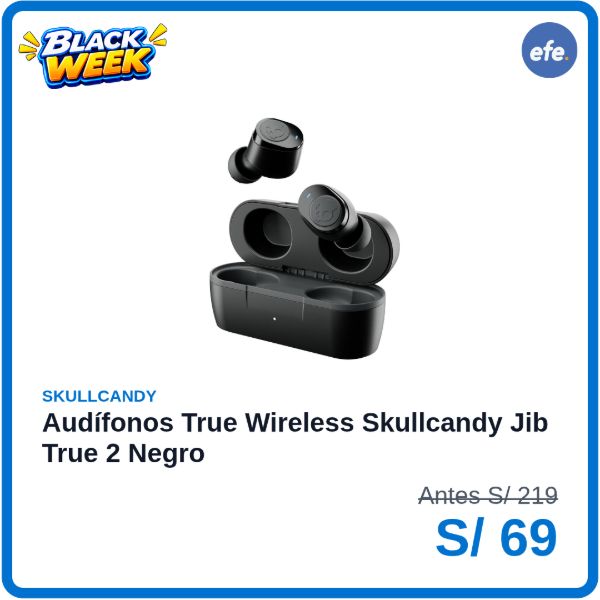 BLACK
WEEK
efe.
SKULLCANDY
Audífonos True Wireless Skullcandy Jib
True 2 Negro
Antes S/ 219
S/ 69